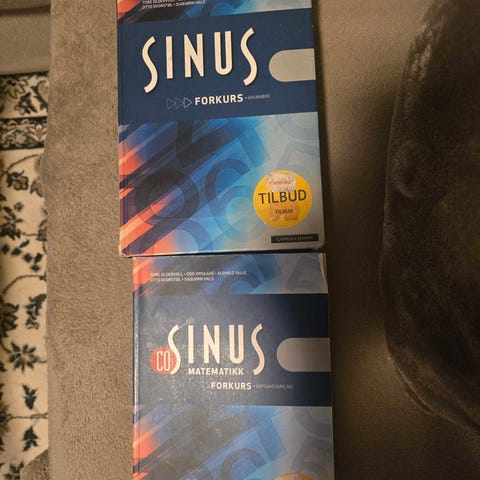 TORE OLDERVOLL
OTTO SVORSTØL • SIGBJØRN HALS
SINUS
FORKURS • GRUNNBOK
TILBUD
TILBUD
CAPPELEN DAMM
TORE OLDERVOLL • ODD ORSKAUG • AUDHILD VAAJE
OTTO SVORSTØL • SIGBJØRN HALS
CO
SINUS
MATEMATIKK
FORKURS • OPPGAVESAMLING